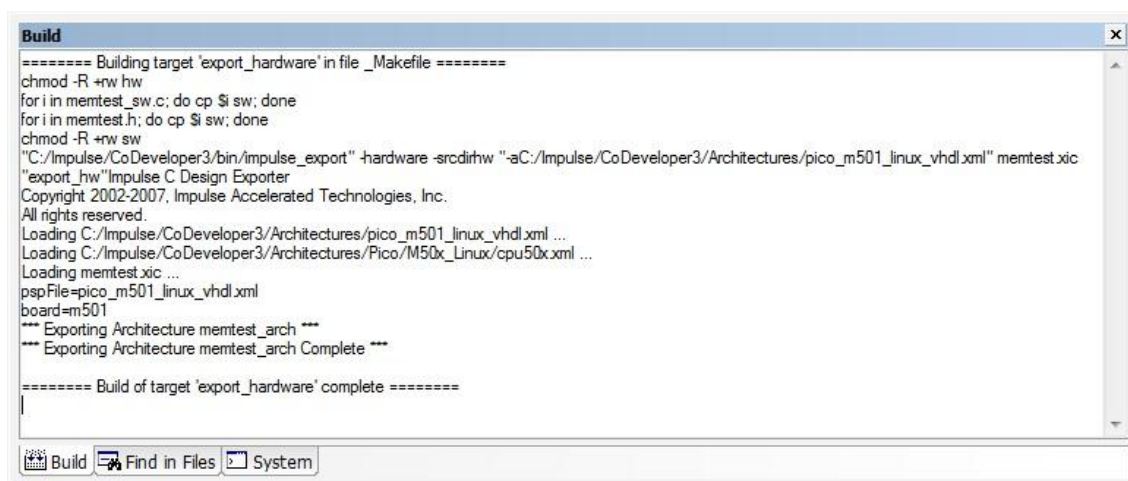 Build
======== Building target 'export_hardware' in file _Makefile ========
chmod -R +rw hw
for i in memtest_sw.c; do cp $i sw; done
for i in memtest.h; do cp $i sw; done
chmod -R +rw sw
"C:/Impulse/CoDeveloper3/bin/impulse_export" -hardware -srcdirhw "-aC:/Impulse/CoDeveloper3/Architectures/pico_m501_linux_vhdl.xml" memtest.xic
"export_hw"Impulse C Design Exporter
Copyright 2002-2007, Impulse Accelerated Technologies, Inc.
All rights reserved.
Loading C:/Impulse/CoDeveloper3/Architectures/pico_m501_linux_vhdl.xml ...
Loading C:/Impulse/CoDeveloper3/Architectures/Pico/M50x_Linux/cpu50x.xml ...
Loading memtest.xic ...
pspFile=pico_m501_linux_vhdl.xml
board=m501
*** Exporting Architecture memtest_arch ***
*** Exporting Architecture memtest_arch Complete ***
======== Build of target 'export_hardware' complete ========
Build Find in Files System